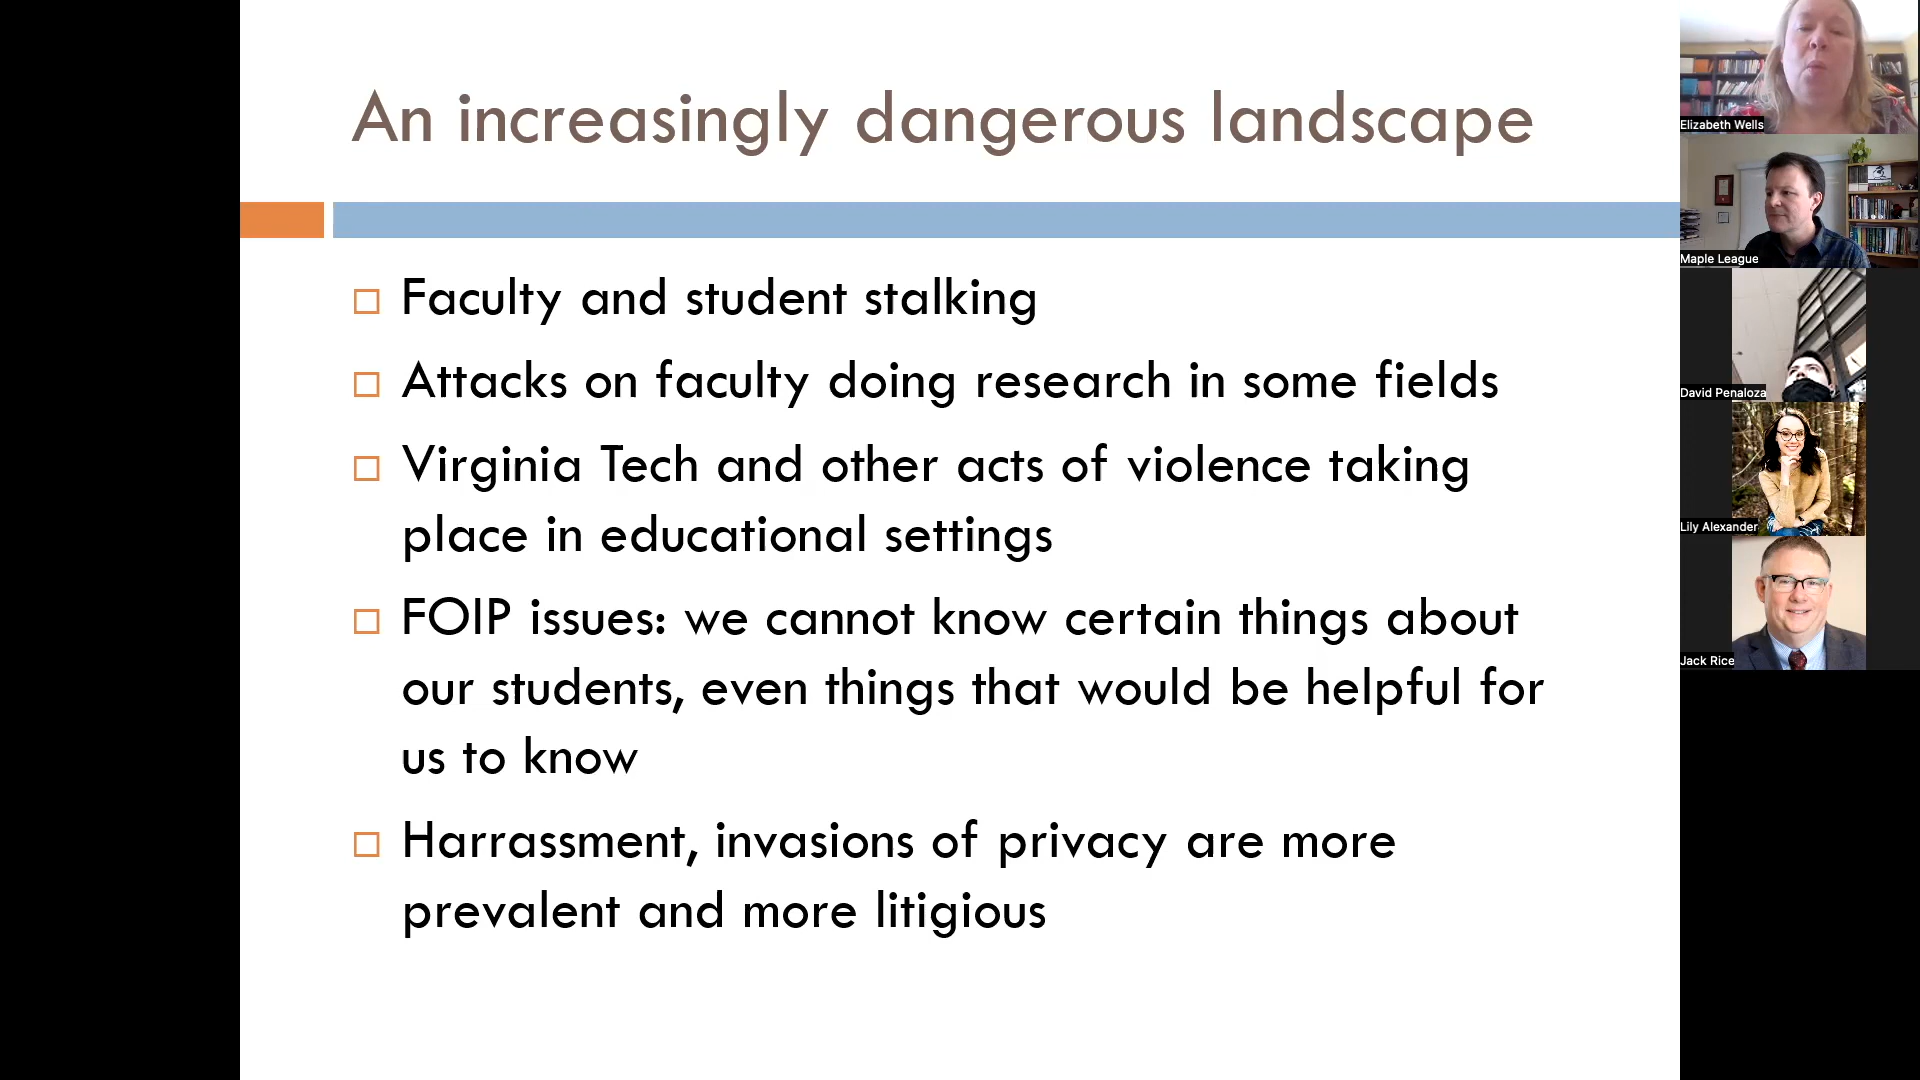 An increasingly dangerous landscape
Faculty and student stalking
Attacks on faculty doing research in some fields
Virginia Tech and other acts of violence taking
place in educational settings
FOIP issues: we cannot know certain things about
our students, even things that would be helpful for
us to know
Harrassment, invasions of privacy are more
prevalent and more litigious
Elizabeth Wells
Maple League
David Penaloza
Lily Alexander
Jack Rice